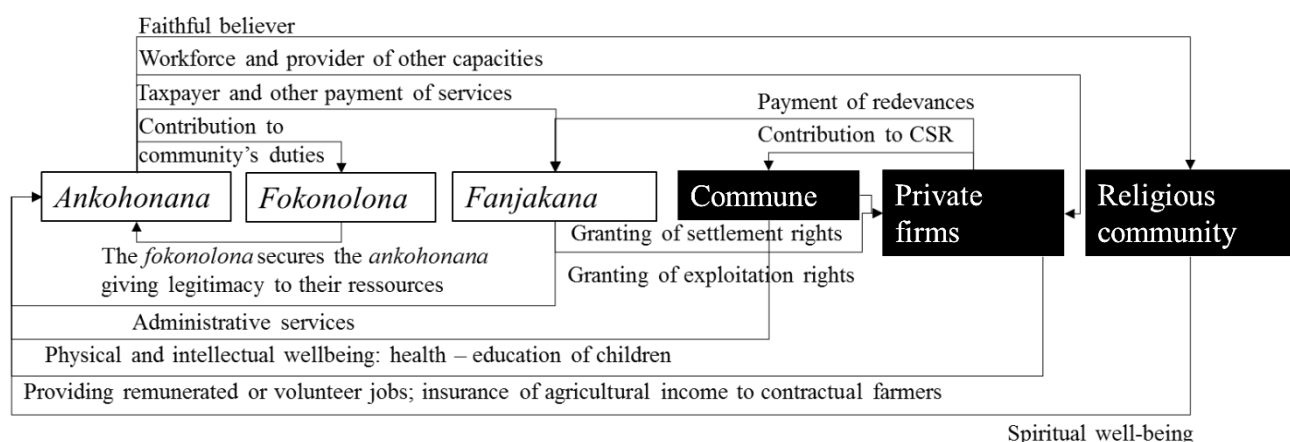 Faithful believer
Workforce and provider of other capacities
Taxpayer and other payment of services
Payment of redevances
Contribution to
community's duties
Contribution to CSR
Ankohonana
Fokonolona
Fanjakana
Commune
Private
firms
Religious
community
Granting of settlement rights
The fokonolona secures the ankohonana
giving legitimacy to their ressources
Granting of exploitation rights
Administrative services
Physical and intellectual wellbeing: health – education of children
Providing remunerated or volunteer jobs; insurance of agricultural income to contractual farmers
Spiritual well-being